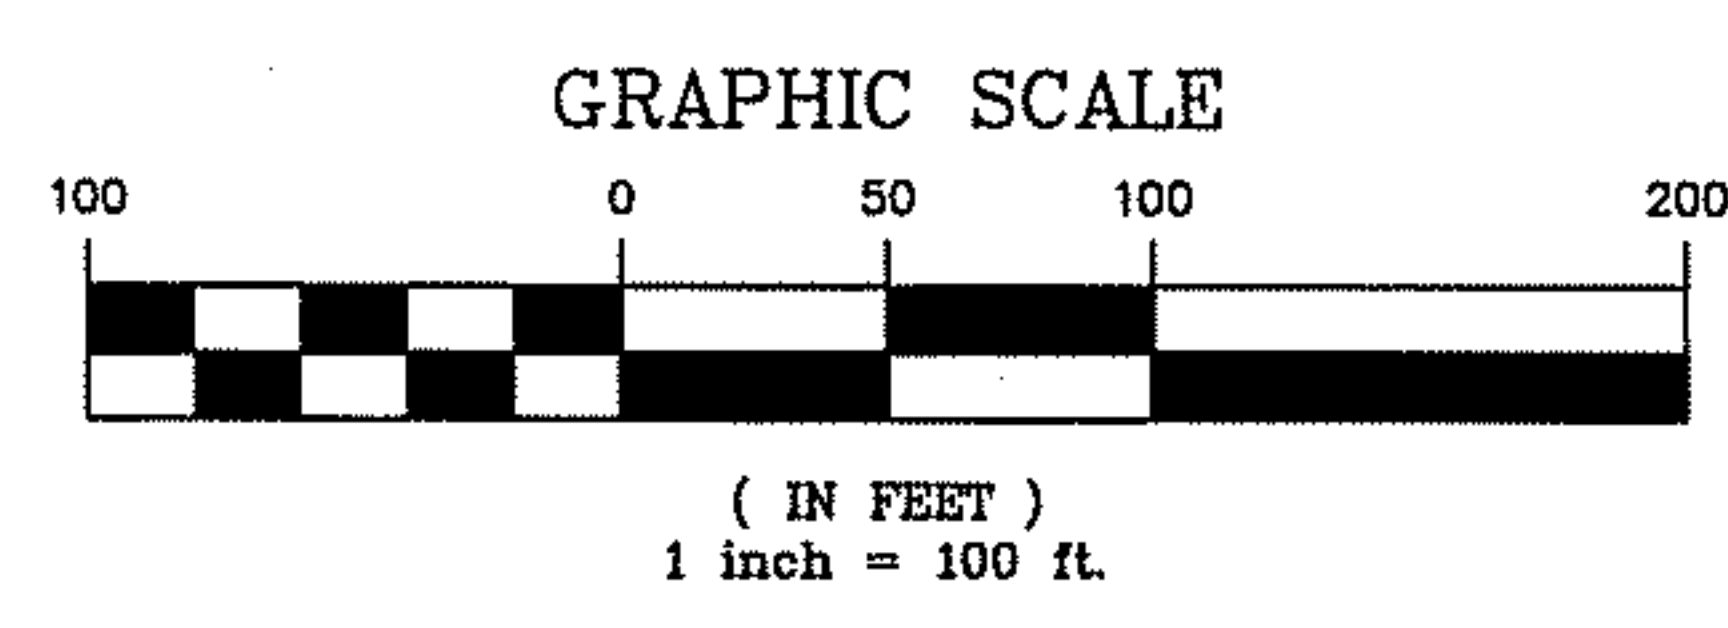 GRAPHIC SCALE
100 0 50 100 200
( IN FEET )
1 inch = 100 ft.